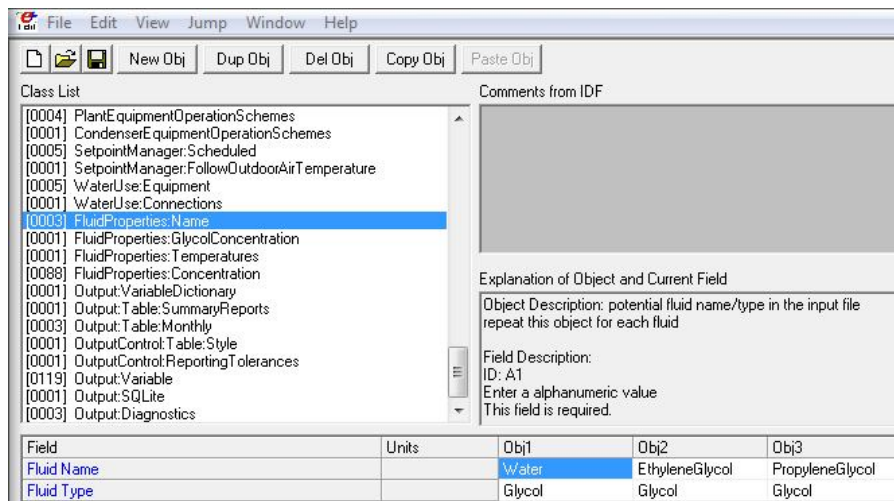 File Edit View Jump Window Help
New Obj Dup Obj Del Obj Copy Obj Paste Obj
Class List
[0004] PlantEquipmentOperationSchemes
[0001] CondenserEquipmentOperationSchemes
[0005] SetpointManager:Scheduled
[0001] SetpointManager:FollowOutdoorAirTemperature
[0005] WaterUse:Equipment
[0001] WaterUse:Connections
[0003] FluidProperties:Name
[0001] FluidProperties:GlycolConcentration
[0001] FluidProperties:Temperatures
[0088] FluidProperties:Concentration
[0001] Output:VariableDictionary
[0001] Output:Table:SummaryReports
[0003] Output:Table:Monthly
[0001] OutputControl:Table:Style
[0001] OutputControl:ReportingTolerances
[0119] Output:Variable
[0001] Output:SQLite
[0003] Output:Diagnostics
Comments from IDF
Explanation of Object and Current Field
Object Description: potential fluid name/type in the input file
repeat this object for each fluid
Field Description:
ID: A1
Enter a alphanumeric value
This field is required.
Field Units Obj1 Obj2 Obj3
Fluid Name Water EthyleneGlycol PropyleneGlycol
Fluid Type Glycol Glycol Glycol